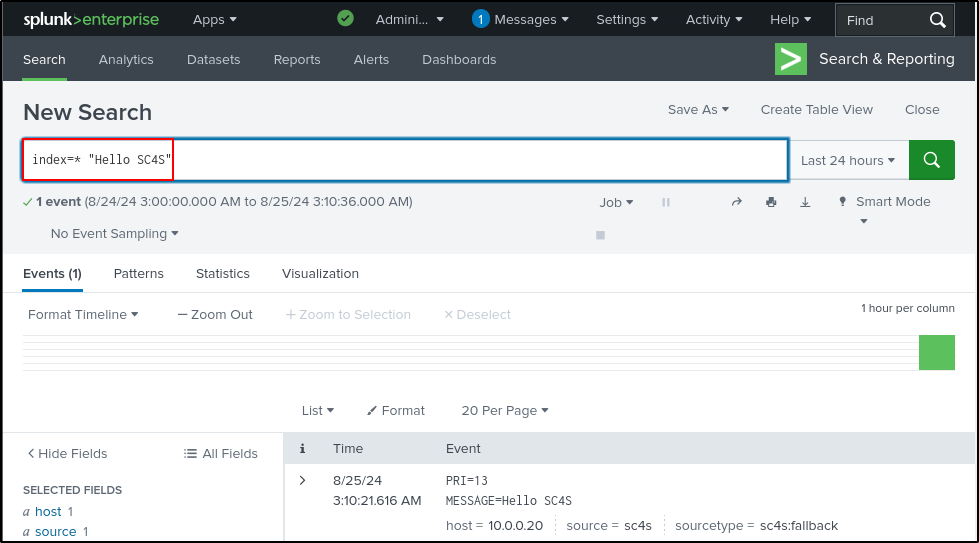 splunk>enterprise Apps Admini... 1 Messages Settings Activity Help Find
Search Analytics Datasets Reports Alerts Dashboards > Search & Reporting
New Search Save As Create Table View Close
index=* "Hello SC4S" Last 24 hours
1 event (8/24/24 3:00:00.000 AM to 8/25/24 3:10:36.000 AM) Job Smart Mode
No Event Sampling
Events (1) Patterns Statistics Visualization
Format Timeline — Zoom Out + Zoom to Selection × Deselect 1 hour per column
List Format 20 Per Page
< Hide Fields All Fields i Time Event
SELECTED FIELDS
a host 1
a source 1
> 8/25/24 PRI=13
3:10:21.616 AM MESSAGE=Hello SC4S
host = 10.0.0.20 source = sc4s sourcetype = sc4s:fallback